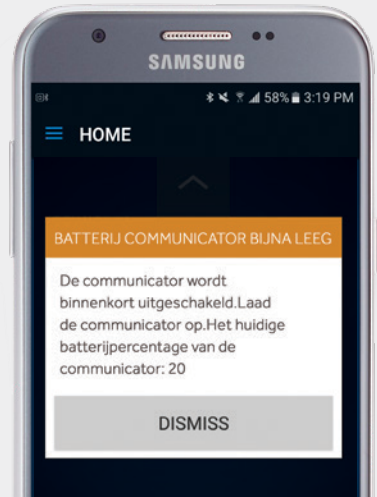 SAMSUNG
58% 3:19 PM
HOME
BATTERIJ COMMUNICATOR BIJNA LEEG
De communicator wordt
binnenkort uitgeschakeld.Laad
de communicator op.Het huidige
batterijpercentage van de
communicator: 20
DISMISS